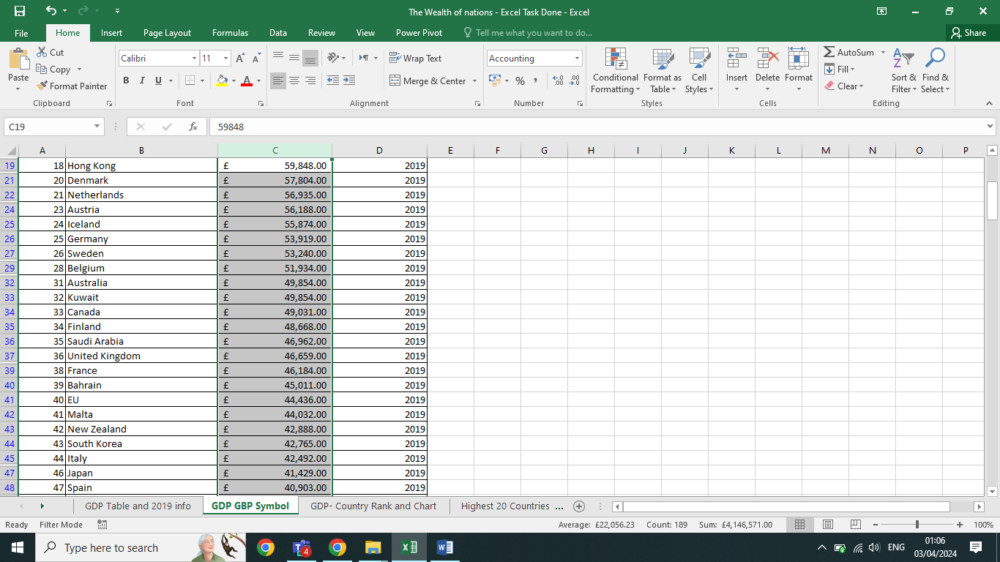 The Wealth of nations - Excel Task Done - Excel
File Home Insert Page Layout Formulas Data Review View Power Pivot Tell me what you want to do... Share
Paste
Cut
Copy
Format Painter
Clipboard
Calibri 11 A A
B I U A
Font
Wrap Text
Merge & Center
Alignment
Accounting
% , .0 .00 .00 .0
Number
Conditional Formatting
Format as Table
Cell Styles
Styles
Insert Delete Format
Cells
AutoSum
Fill
Clear
Sort & Filter
Find & Select
Editing
C19 fx 59848
A B C D E F G H I J K L M N O P
19 18 Hong Kong £ 59,848.00 2019
21 20 Denmark £ 57,804.00 2019
22 21 Netherlands £ 56,935.00 2019
24 23 Austria £ 56,188.00 2019
25 24 Iceland £ 55,874.00 2019
26 25 Germany £ 53,919.00 2019
27 26 Sweden £ 53,240.00 2019
29 28 Belgium £ 51,934.00 2019
32 31 Australia £ 49,854.00 2019
33 32 Kuwait £ 49,854.00 2019
34 33 Canada £ 49,031.00 2019
35 34 Finland £ 48,668.00 2019
36 35 Saudi Arabia £ 46,962.00 2019
37 36 United Kingdom £ 46,659.00 2019
39 38 France £ 46,184.00 2019
40 39 Bahrain £ 45,011.00 2019
41 40 EU £ 44,436.00 2019
42 41 Malta £ 44,032.00 2019
43 42 New Zealand £ 42,888.00 2019
44 43 South Korea £ 42,765.00 2019
45 44 Italy £ 42,492.00 2019
47 46 Japan £ 41,429.00 2019
48 47 Spain £ 40,903.00 2019
GDP Table and 2019 info GDP GBP Symbol GDP- Country Rank and Chart Highest 20 Countries ...
Ready Filter Mode Average: £22,056.23 Count: 189 Sum: £4,146,571.00 100%
Type here to search 4 ENG 01:06
03/04/2024